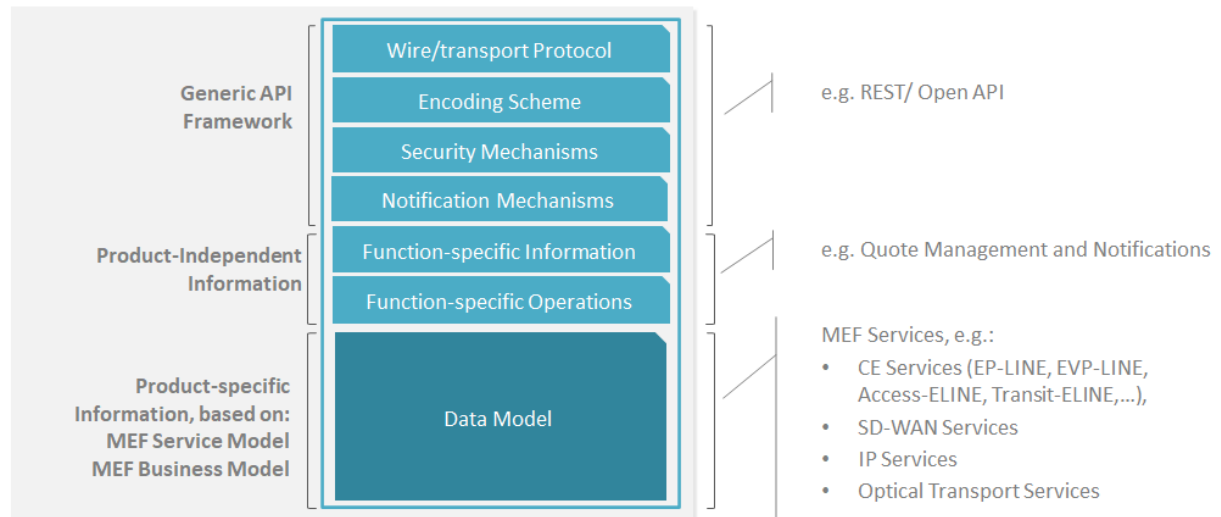 Generic API
Framework
Wire/transport Protocol
Encoding Scheme
Security Mechanisms
Notification Mechanisms
e.g. REST/ Open API
Product-Independent
Information
Function-specific Information
Function-specific Operations
e.g. Quote Management and Notifications
Product-specific
Information, based on:
MEF Service Model
MEF Business Model
Data Model
MEF Services, e.g.:
• CE Services (EP-LINE, EVP-LINE,
Access-ELINE, Transit-ELINE,...),
• SD-WAN Services
• IP Services
• Optical Transport Services